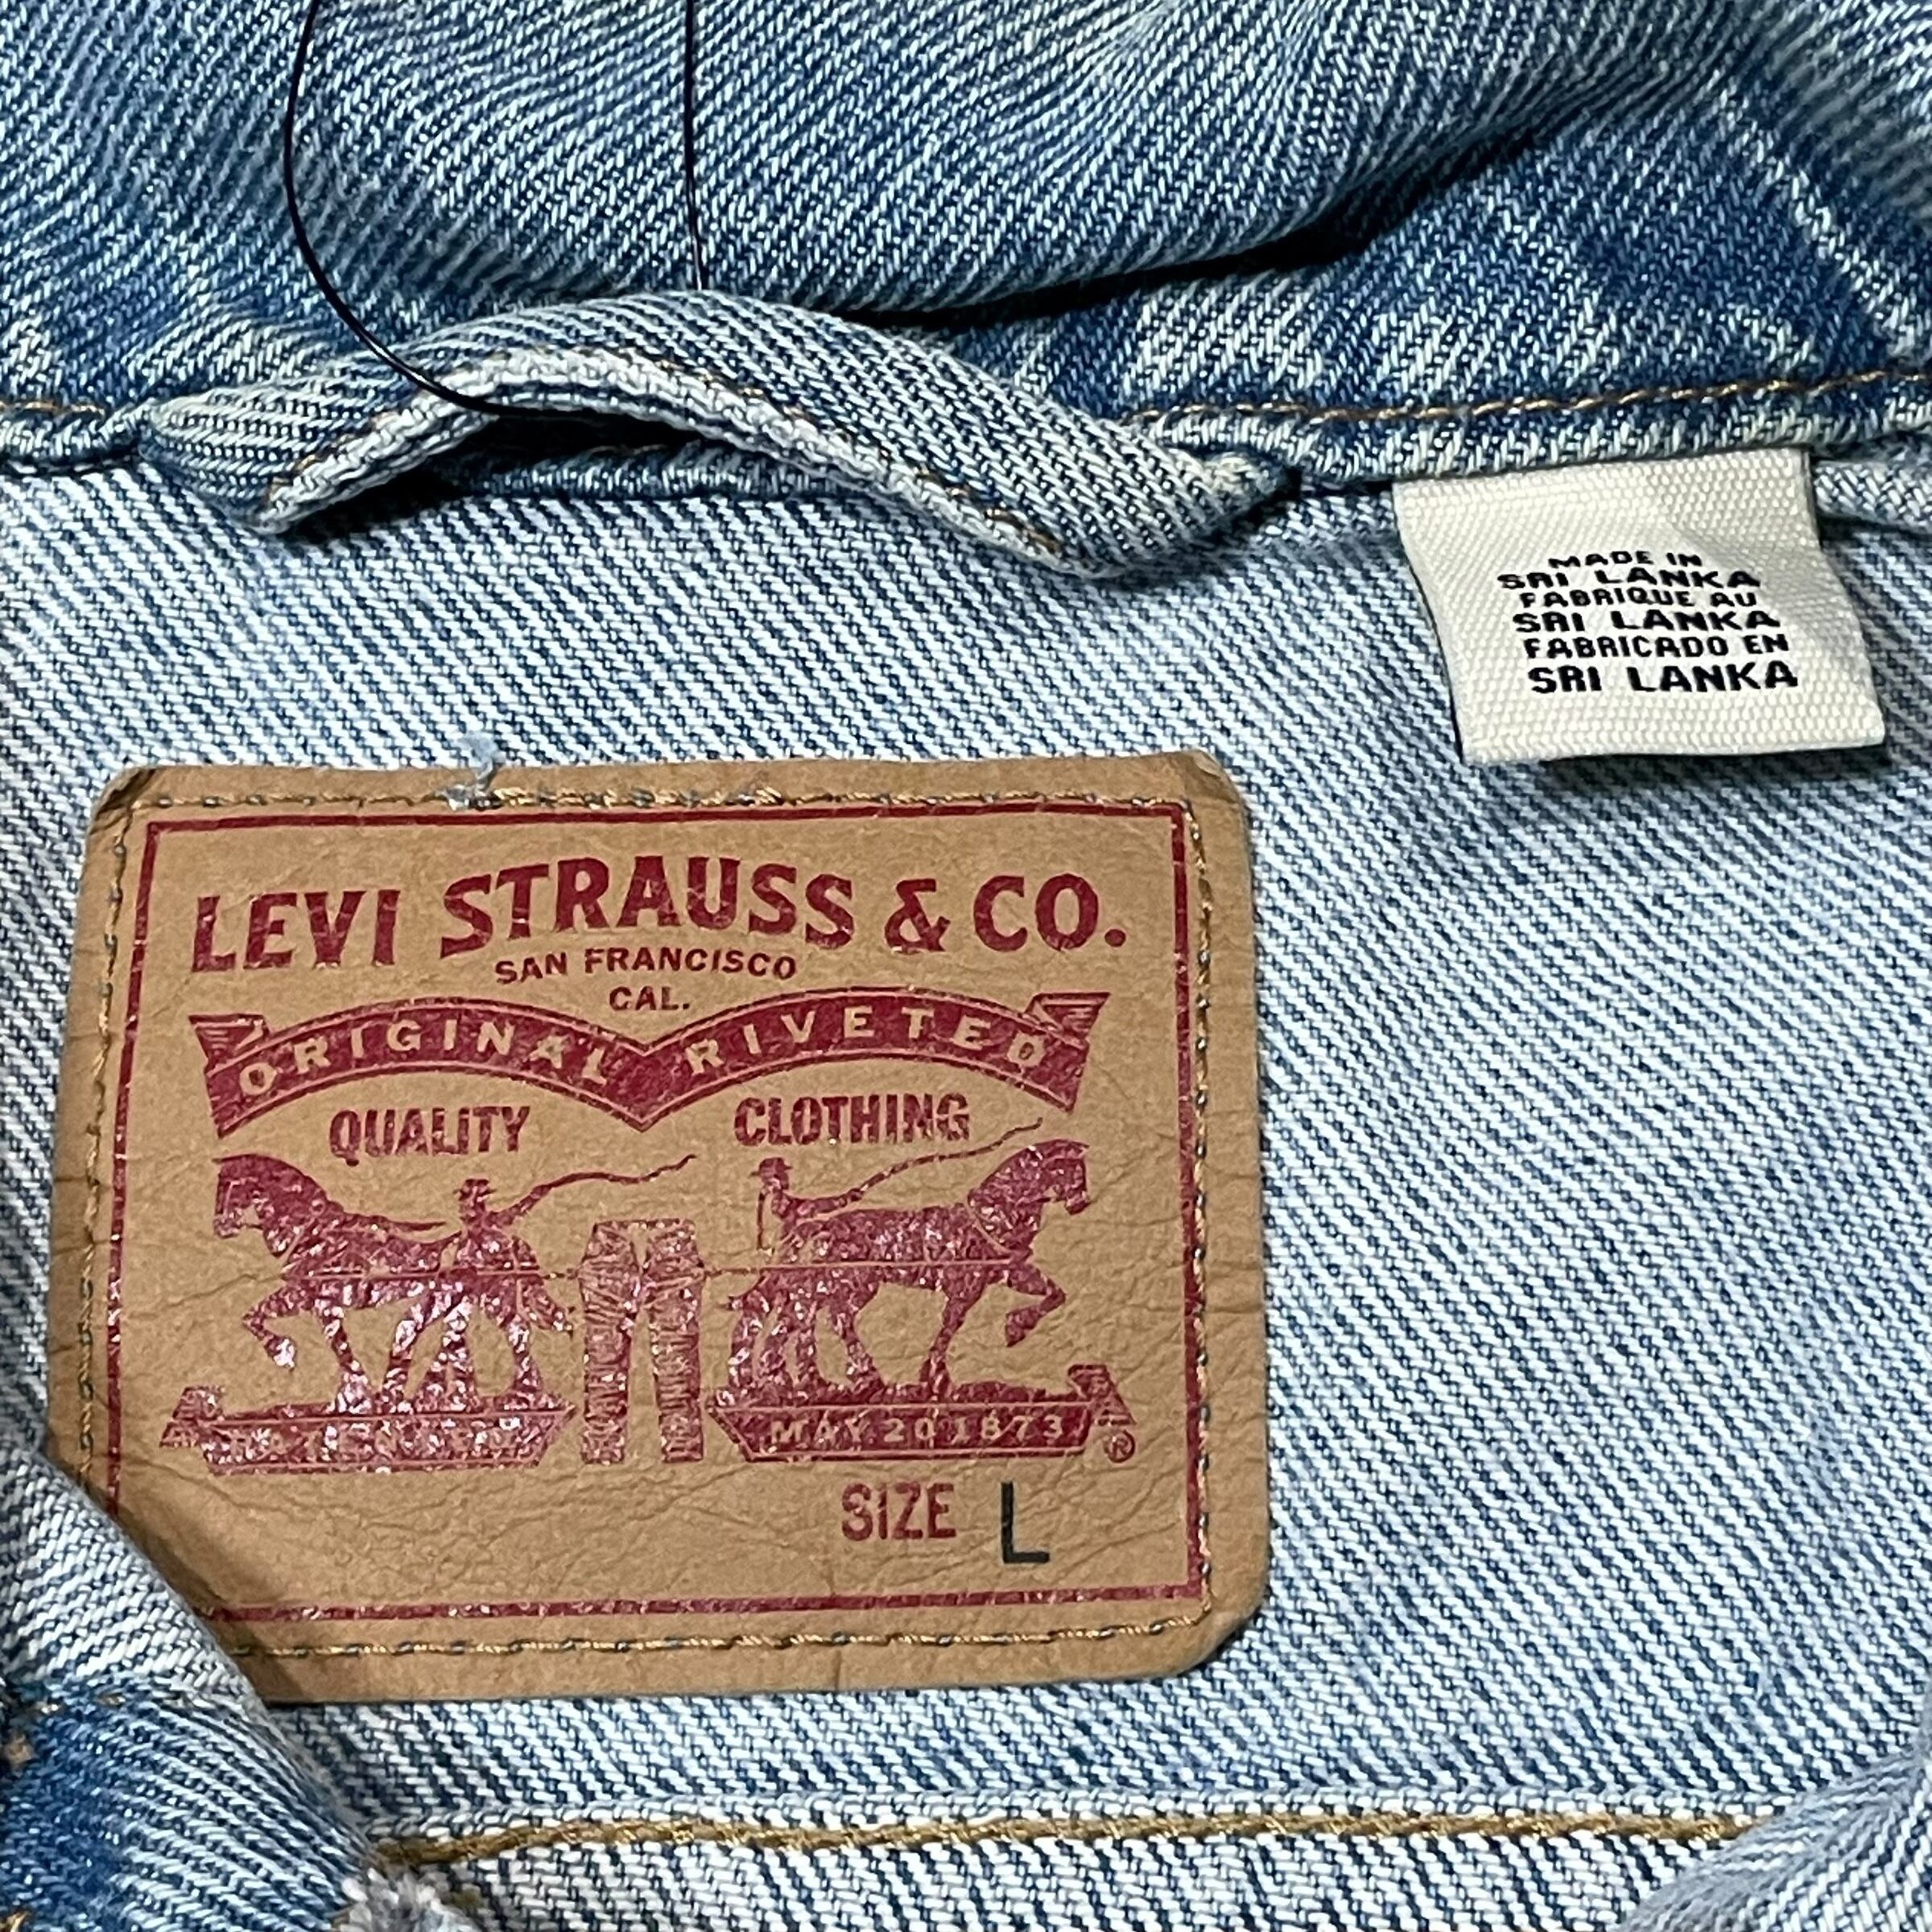 MADE IN
SRI LANKA
FABRIQUE AU
SRI LANKA
FABRICADO EN
SRI LANKA
LEVI STRAUSS & CO.
SAN FRANCISCO
CAL.
ORIGINAL RIVETED
QUALITY CLOTHING
MAY 20 1873
®
SIZE L